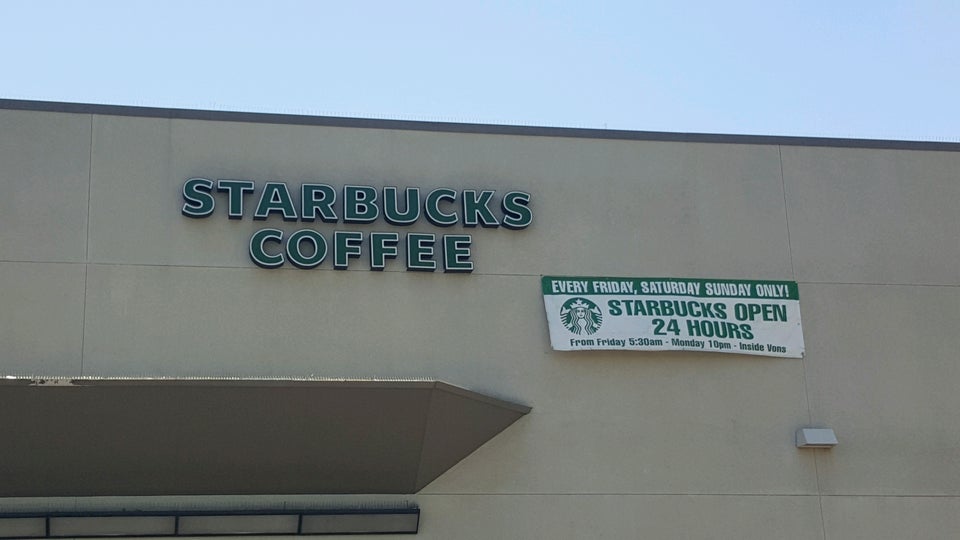 STARBUCKS
COFFEE
EVERY FRIDAY, SATURDAY SUNDAY ONLY!
STARBUCKS OPEN
24 HOURS
From Friday 5:30am - Monday 10pm - Inside Vons